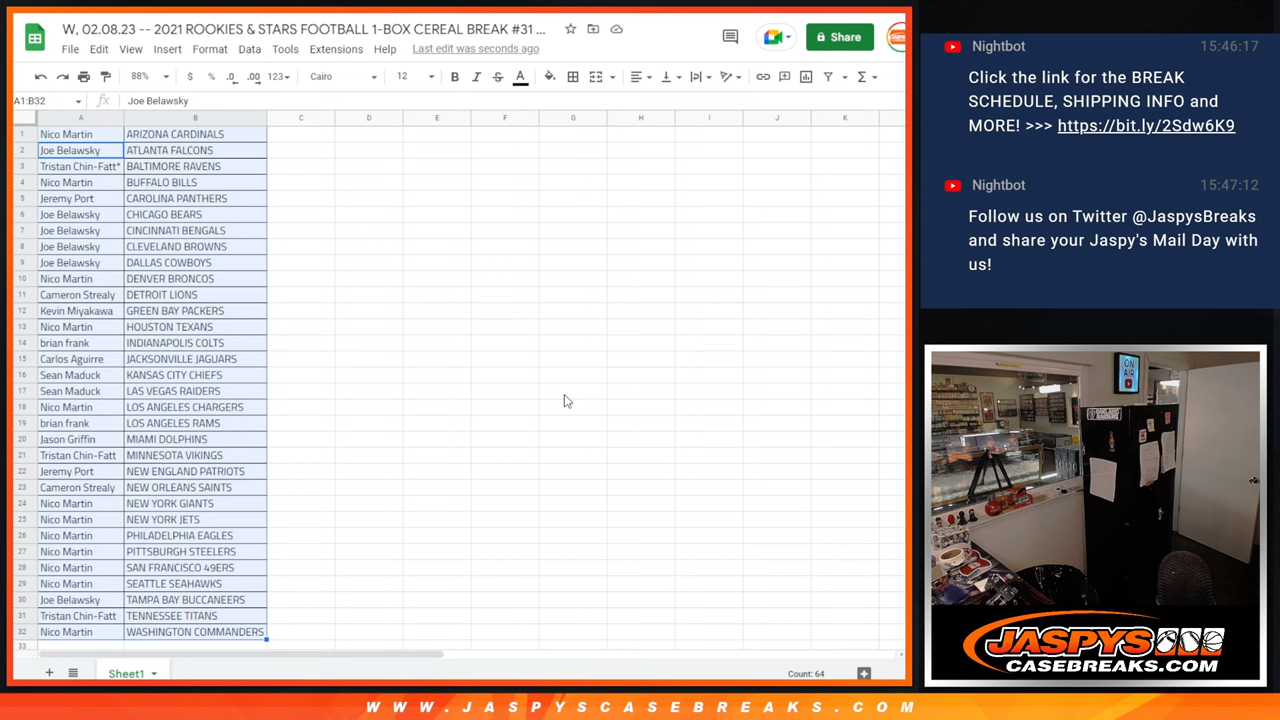 W, 02.08.23 -- 2021 ROOKIES & STARS FOOTBALL 1-BOX CEREAL BREAK #31 ...
File Edit View Insert Format Data Tools Extensions Help Last edit was seconds ago
Share
88% $ % .0 .00 123 Cairo 12 B I S A
A1:B32 fx Joe Belawsky
A B C D E F G H I J K
1 Nico Martin ARIZONA CARDINALS
2 Joe Belawsky ATLANTA FALCONS
3 Tristan Chin-Fatt* BALTIMORE RAVENS
4 Nico Martin BUFFALO BILLS
5 Jeremy Port CAROLINA PANTHERS
6 Joe Belawsky CHICAGO BEARS
7 Joe Belawsky CINCINNATI BENGALS
8 Joe Belawsky CLEVELAND BROWNS
9 Joe Belawsky DALLAS COWBOYS
10 Nico Martin DENVER BRONCOS
11 Cameron Strealy DETROIT LIONS
12 Kevin Miyakawa GREEN BAY PACKERS
13 Nico Martin HOUSTON TEXANS
14 brian frank INDIANAPOLIS COLTS
15 Carlos Aguirre JACKSONVILLE JAGUARS
16 Sean Maduck KANSAS CITY CHIEFS
17 Sean Maduck LAS VEGAS RAIDERS
18 Nico Martin LOS ANGELES CHARGERS
19 brian frank LOS ANGELES RAMS
20 Jason Griffin MIAMI DOLPHINS
21 Tristan Chin-Fatt MINNESOTA VIKINGS
22 Jeremy Port NEW ENGLAND PATRIOTS
23 Cameron Strealy NEW ORLEANS SAINTS
24 Nico Martin NEW YORK GIANTS
25 Nico Martin NEW YORK JETS
26 Nico Martin PHILADELPHIA EAGLES
27 Nico Martin PITTSBURGH STEELERS
28 Nico Martin SAN FRANCISCO 49ERS
29 Nico Martin SEATTLE SEAHAWKS
30 Joe Belawsky TAMPA BAY BUCCANEERS
31 Tristan Chin-Fatt TENNESSEE TITANS
32 Nico Martin WASHINGTON COMMANDERS
33
Sheet1 Count: 64
Nightbot 15:46:17
Click the link for the BREAK
SCHEDULE, SHIPPING INFO and
MORE! >>> https://bit.ly/2Sdw6K9
Nightbot 15:47:12
Follow us on Twitter @JaspysBreaks
and share your Jaspy's Mail Day with
us!
ON
AIR
JASPYS
CASEBREAKS.COM
WWW.JASPYSCASEBREAKS.COM